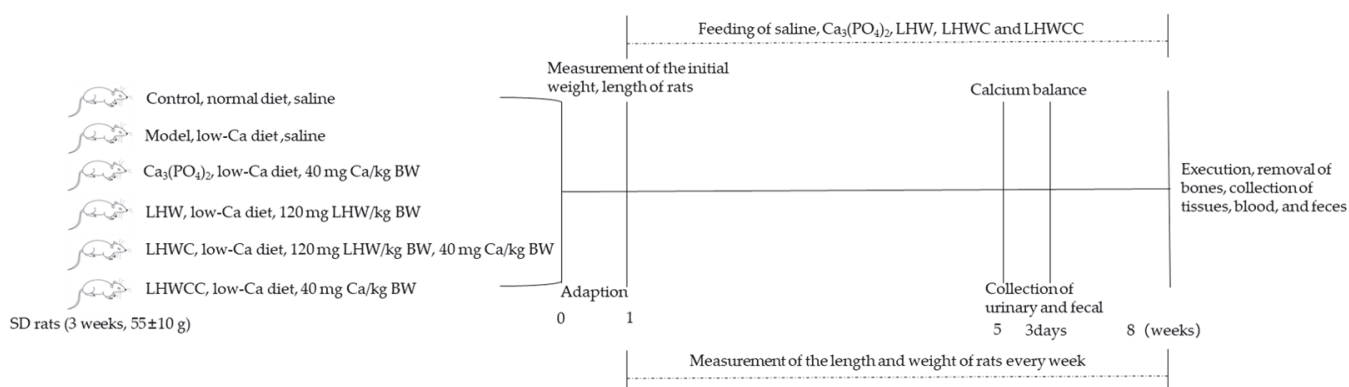 Feeding of saline, Ca₃(PO₄)₂, LHW, LHWC and LHWCC
Measurement of the initial
weight, length of rats
Calcium balance
Control, normal diet, saline
Model, low-Ca diet ,saline
Ca₃(PO₄)₂, low-Ca diet, 40 mg Ca/kg BW
LHW, low-Ca diet, 120 mg LHW/kg BW
LHWC, low-Ca diet, 120 mg LHW/kg BW, 40 mg Ca/kg BW
LHWCC, low-Ca diet, 40 mg Ca/kg BW
SD rats (3 weeks, 55±10 g)
Execution, removal of
bones, collection of
tissues, blood, and feces
Adaption
Collection of
urinary and fecal
0 1 5 3days 8 (weeks)
Measurement of the length and weight of rats every week